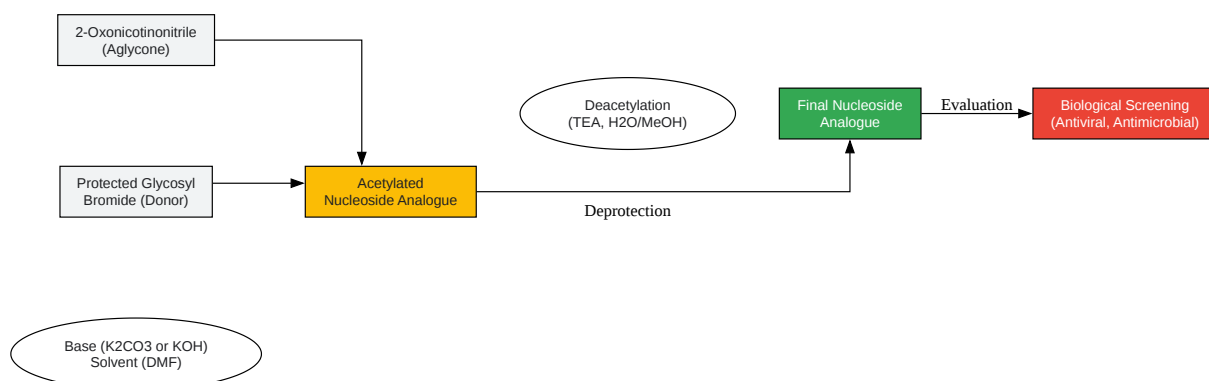 2-Oxonicotinonitrile
(Aglycone)
Protected Glycosyl
Bromide (Donor)
Acetylated
Nucleoside Analogue
Deacetylation
(TEA, H2O/MeOH)
Deprotection
Final Nucleoside
Analogue
Evaluation
Biological Screening
(Antiviral, Antimicrobial)
Base (K2CO3 or KOH)
Solvent (DMF)